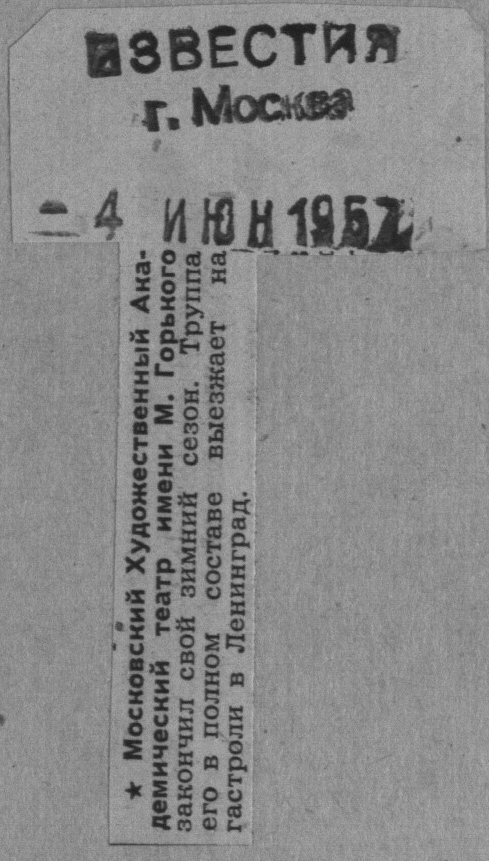 ИЗВЕСТИЯ
г. Москва
- 4 ИЮН 1957
★ Московский Художественный Ака-
демический театр имени М. Горького
закончил свой зимний сезон. Труппа
его в полном составе выезжает на
гастроли в Ленинград.